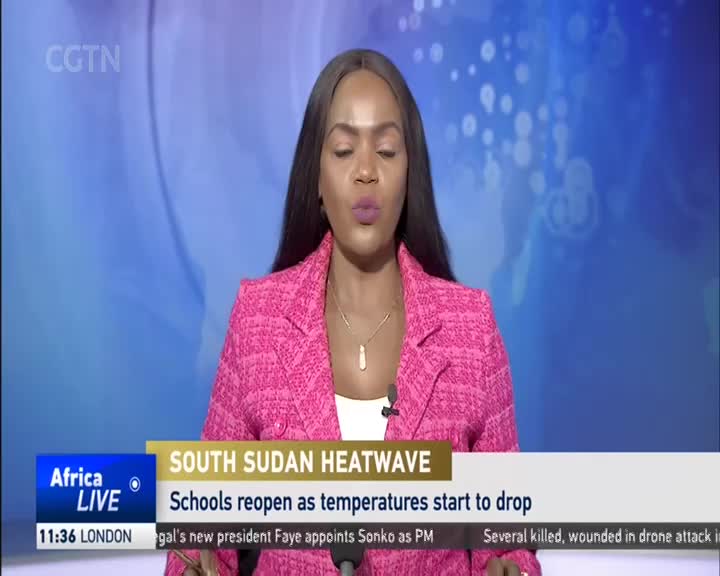 CGTN
SOUTH SUDAN HEATWAVE
Africa
LIVE
Schools reopen as temperatures start to drop
11:36 LONDON
egal's new president Faye appoints Sonko as PM
Several killed, wounded in drone attack i